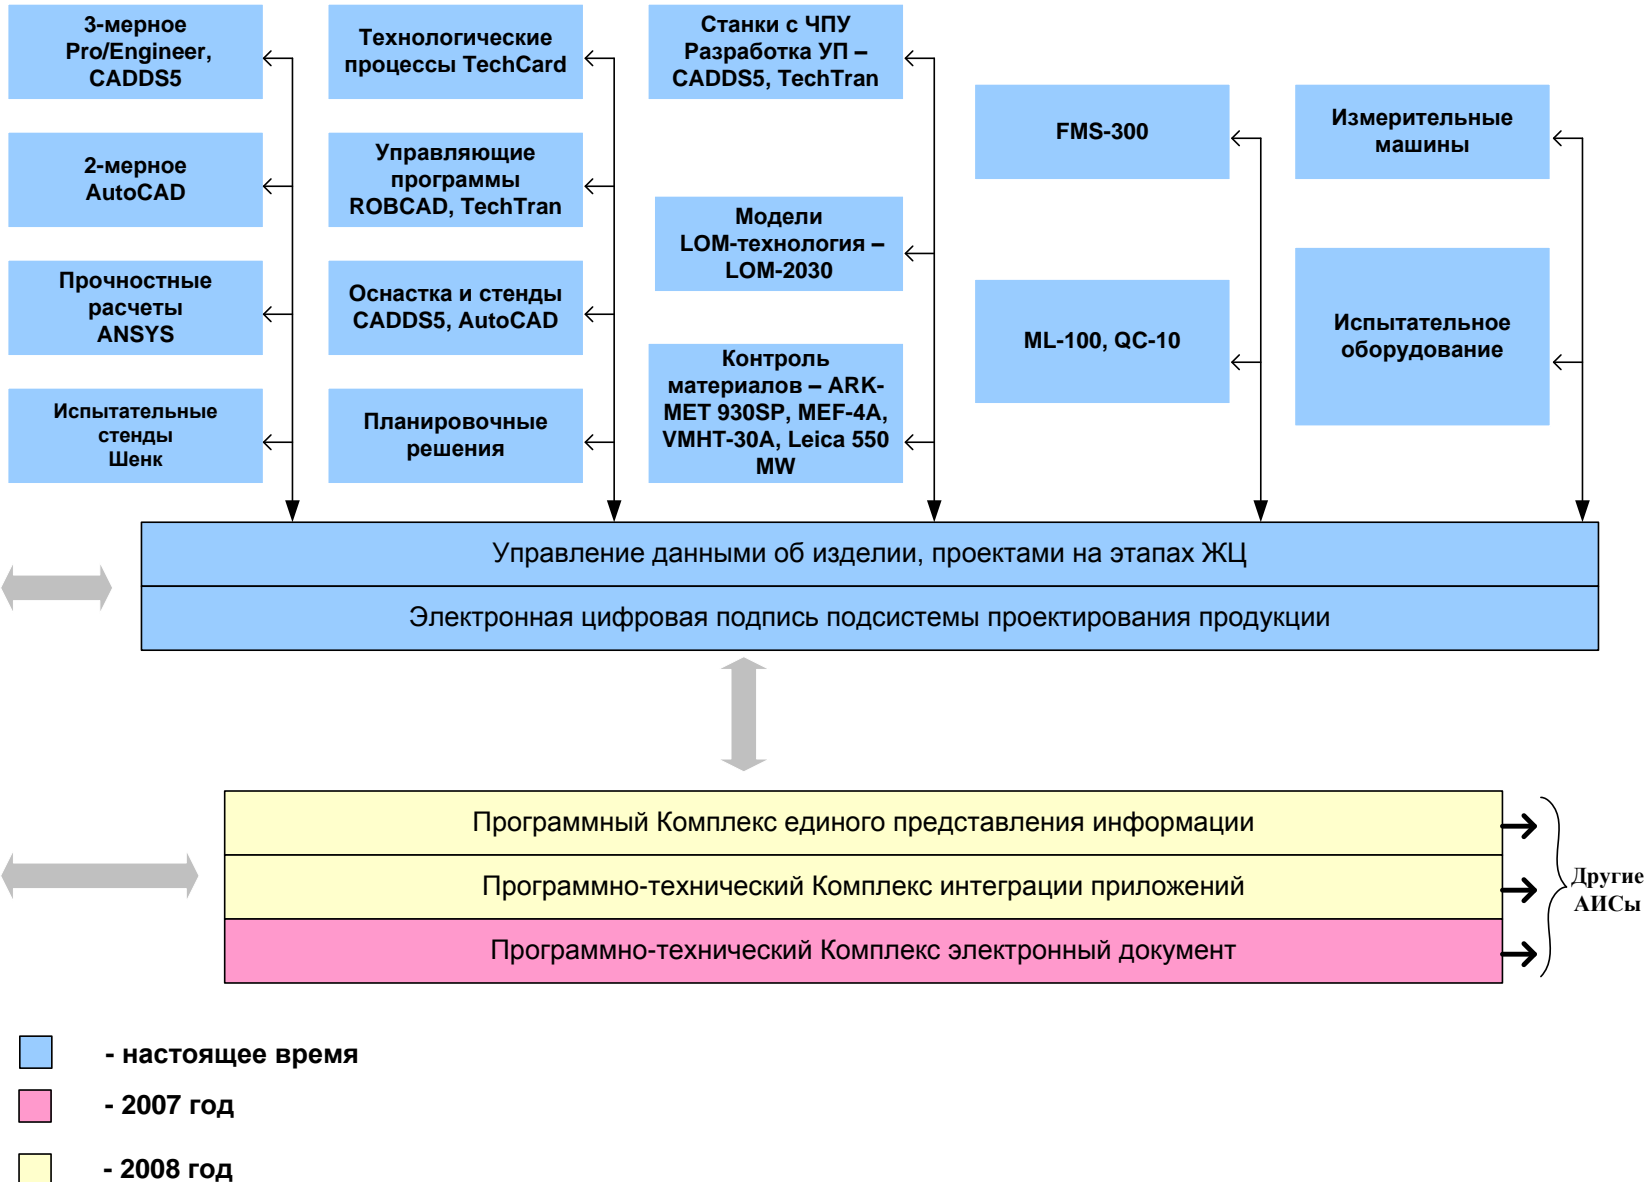 3-мерное
Pro/Engineer,
CADDS5
2-мерное
AutoCAD
Прочностные
расчеты
ANSYS
Испытательные
стенды
Шенк
Технологические
процессы TechCard
Управляющие
программы
ROBCAD, TechTran
Оснастка и стенды
CADDS5, AutoCAD
Планировочные
решения
Станки с ЧПУ
Разработка УП –
CADDS5, TechTran
Модели
LOM-технология –
LOM-2030
Контроль
материалов – ARK-
MET 930SP, MEF-4A,
VMHT-30A, Leica 550
MW
FMS-300
ML-100, QC-10
Измерительные
машины
Испытательное
оборудование
Управление данными об изделии, проектами на этапах ЖЦ
Электронная цифровая подпись подсистемы проектирования продукции
Программный Комплекс единого представления информации
Программно-технический Комплекс интеграции приложений
Программно-технический Комплекс электронный документ
Другие
АИСы
- настоящее время
- 2007 год
- 2008 год